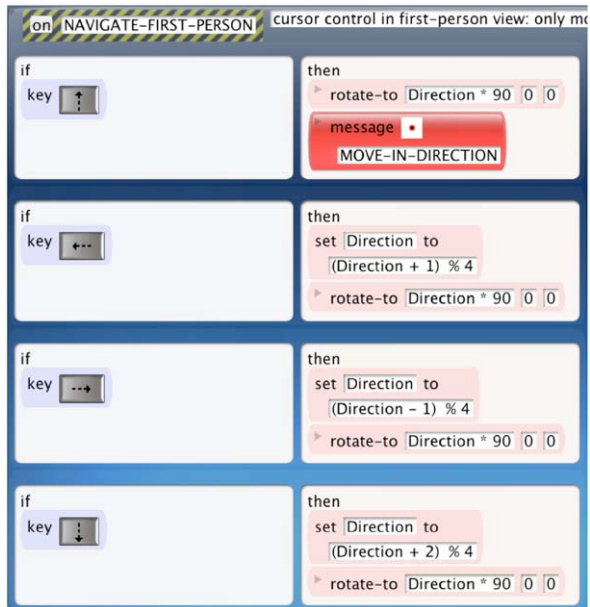 on NAVIGATE-FIRST-PERSON cursor control in first-person view: only
if
key
then
rotate-to Direction * 90 0 0
message
MOVE-IN-DIRECTION
if
key
then
set Direction to
(Direction + 1) % 4
rotate-to Direction * 90 0 0
if
key
then
set Direction to
(Direction - 1) % 4
rotate-to Direction * 90 0 0
if
key
then
set Direction to
(Direction + 2) % 4
rotate-to Direction * 90 0 0